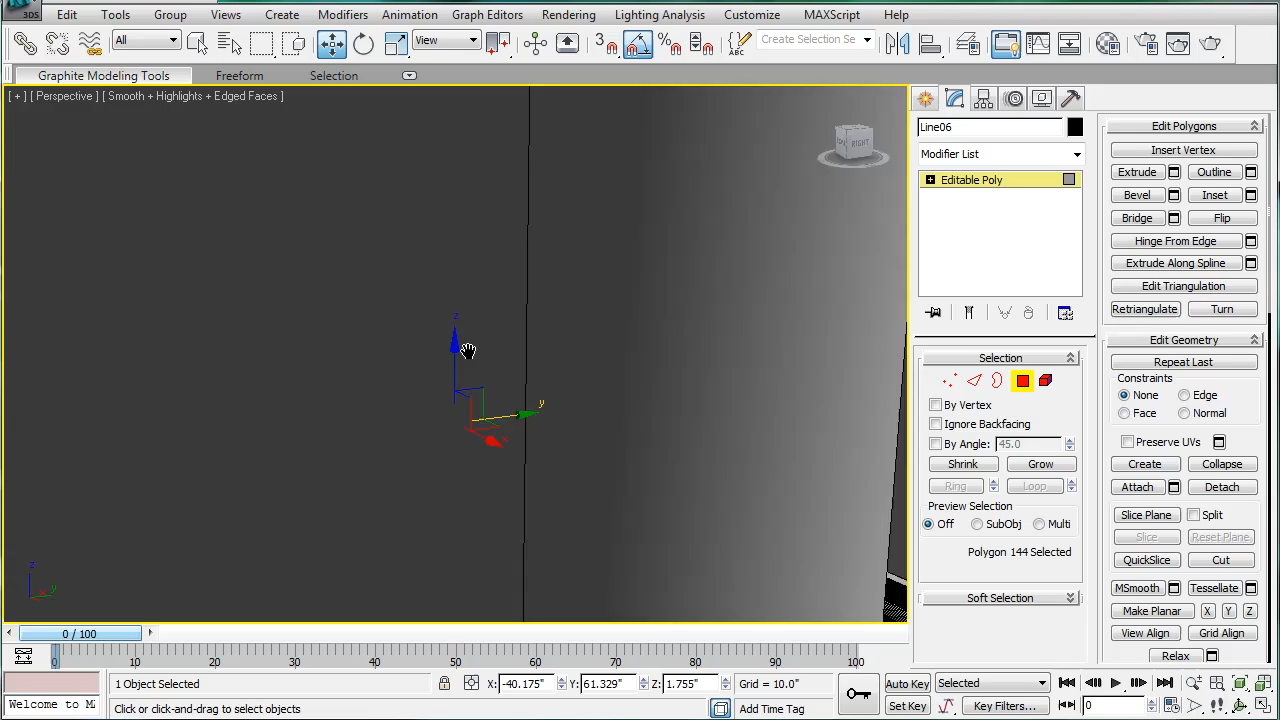 3DS Edit Tools Group Views Create Modifiers Animation Graph Editors Rendering Lighting Analysis Customize MAXScript Help
All View 3 ABC Create Selection Se
Graphite Modeling Tools Freeform Selection
[ + ] [ Perspective ] [ Smooth + Highlights + Edged Faces ]
RIGHT
z
y
x
z
y
Line06
Modifier List
Editable Poly
Selection
By Vertex
Ignore Backfacing
By Angle: 45.0
Shrink Grow
Ring Loop
Preview Selection
Off SubObj Multi
Polygon 144 Selected
Soft Selection
Edit Polygons
Insert Vertex
Extrude Outline
Bevel Inset
Bridge Flip
Hinge From Edge
Extrude Along Spline
Edit Triangulation
Retriangulate Turn
Edit Geometry
Repeat Last
Constraints
None Edge
Face Normal
Preserve UVs
Create Collapse
Attach Detach
Slice Plane Split
Slice Reset Plane
QuickSlice Cut
MSmooth Tessellate
Make Planar X Y Z
View Align Grid Align
Relax
0 / 100
0 10 20 30 40 50 60 70 80 90 100
1 Object Selected X: -40.175" Y: 61.329" Z: 1.755" Grid = 10.0" Auto Key Selected
Welcome to M Click or click-and-drag to select objects Add Time Tag Set Key Key Filters... 0